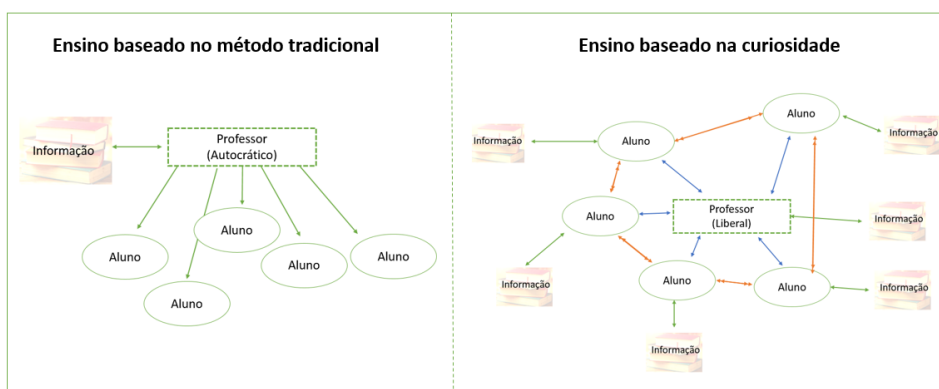 Ensino baseado no método tradicional
Informação
Professor
(Autocrático)
Aluno
Aluno
Aluno
Aluno
Aluno
Ensino baseado na curiosidade
Aluno
Informação
Aluno
Informação
Aluno
Professor
(Liberal)
Informação
Informação
Aluno
Aluno
Informação
Informação